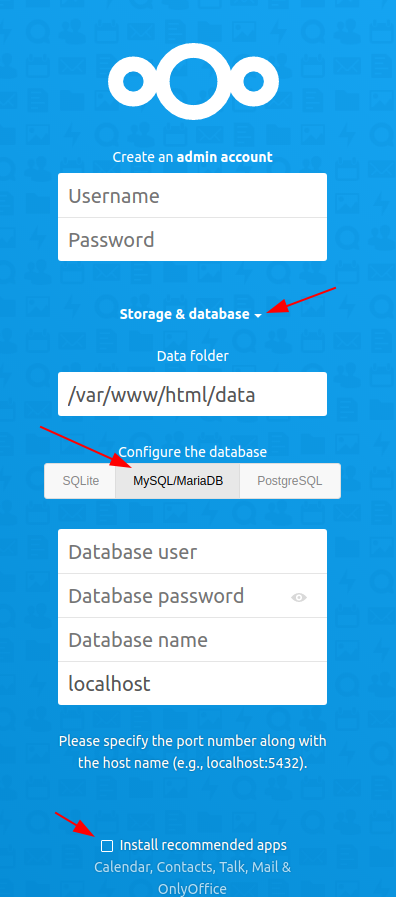 Create an admin account
Username
Password
Storage & database
Data folder
/var/www/html/data
Configure the database
SQLite MySQL/MariaDB PostgreSQL
Database user
Database password
Database name
localhost
Please specify the port number along with
the host name (e.g., localhost:5432).
Install recommended apps
Calendar, Contacts, Talk, Mail &
OnlyOffice